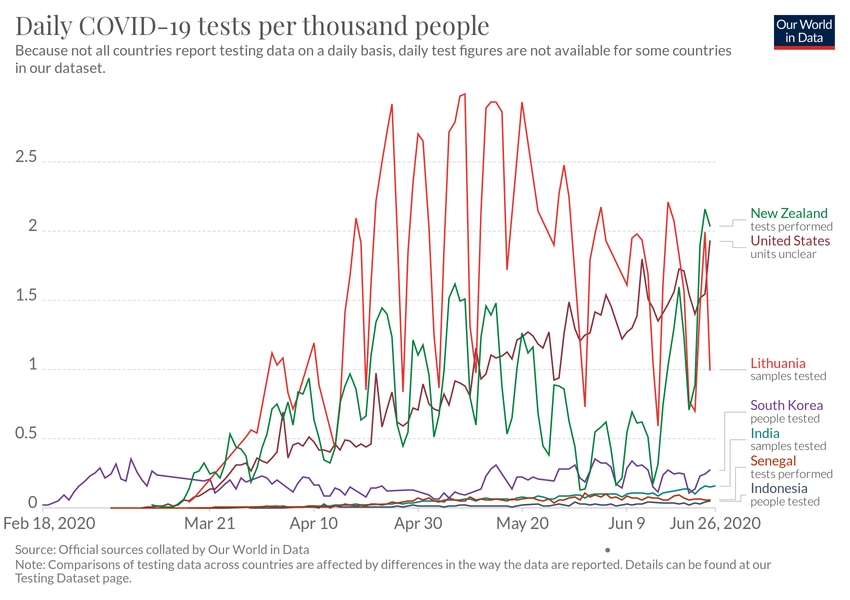 Daily COVID-19 tests per thousand people
Our World
in Data
Because not all countries report testing data on a daily basis, daily test figures are not available for some countries
in our dataset.
2.5
2
1.5
1
0.5
0
New Zealand
tests performed
United States
units unclear
Lithuania
samples tested
South Korea
people tested
India
samples tested
Senegal
tests performed
Indonesia
people tested
Feb 18, 2020
Mar 21
Apr 10
Apr 30
May 20
Jun 9
Jun 26, 2020
Source: Official sources collated by Our World in Data
Note: Comparisons of testing data across countries are affected by differences in the way the data are reported. Details can be found at our
Testing Dataset page.